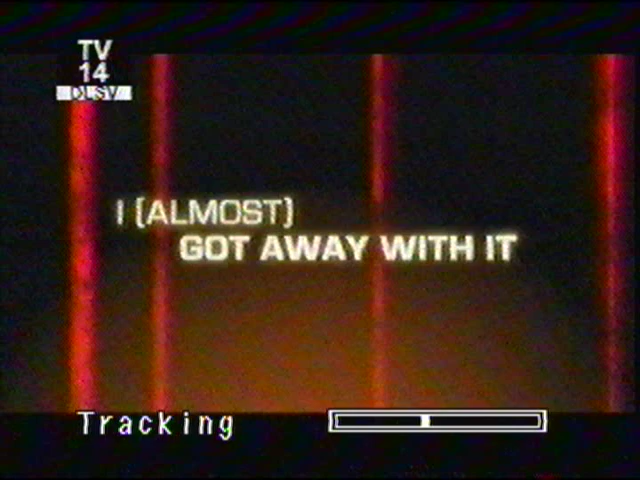 TV
14
DLSV
I (ALMOST)
GOT AWAY WITH IT
Tracking